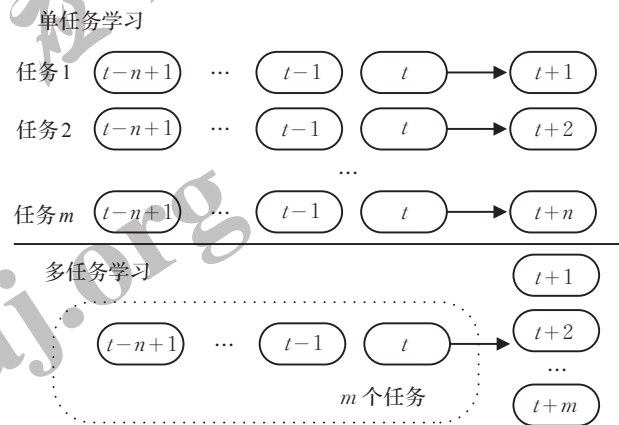 单任务学习
任务1 t−n+1 … t−1 t t+1
任务2 t−n+1 … t−1 t t+2
…
任务m t−n+1 … t−1 t t+n
多任务学习
t+1
t−n+1 … t−1 t t+2
…
m 个任务
t+m
j.org